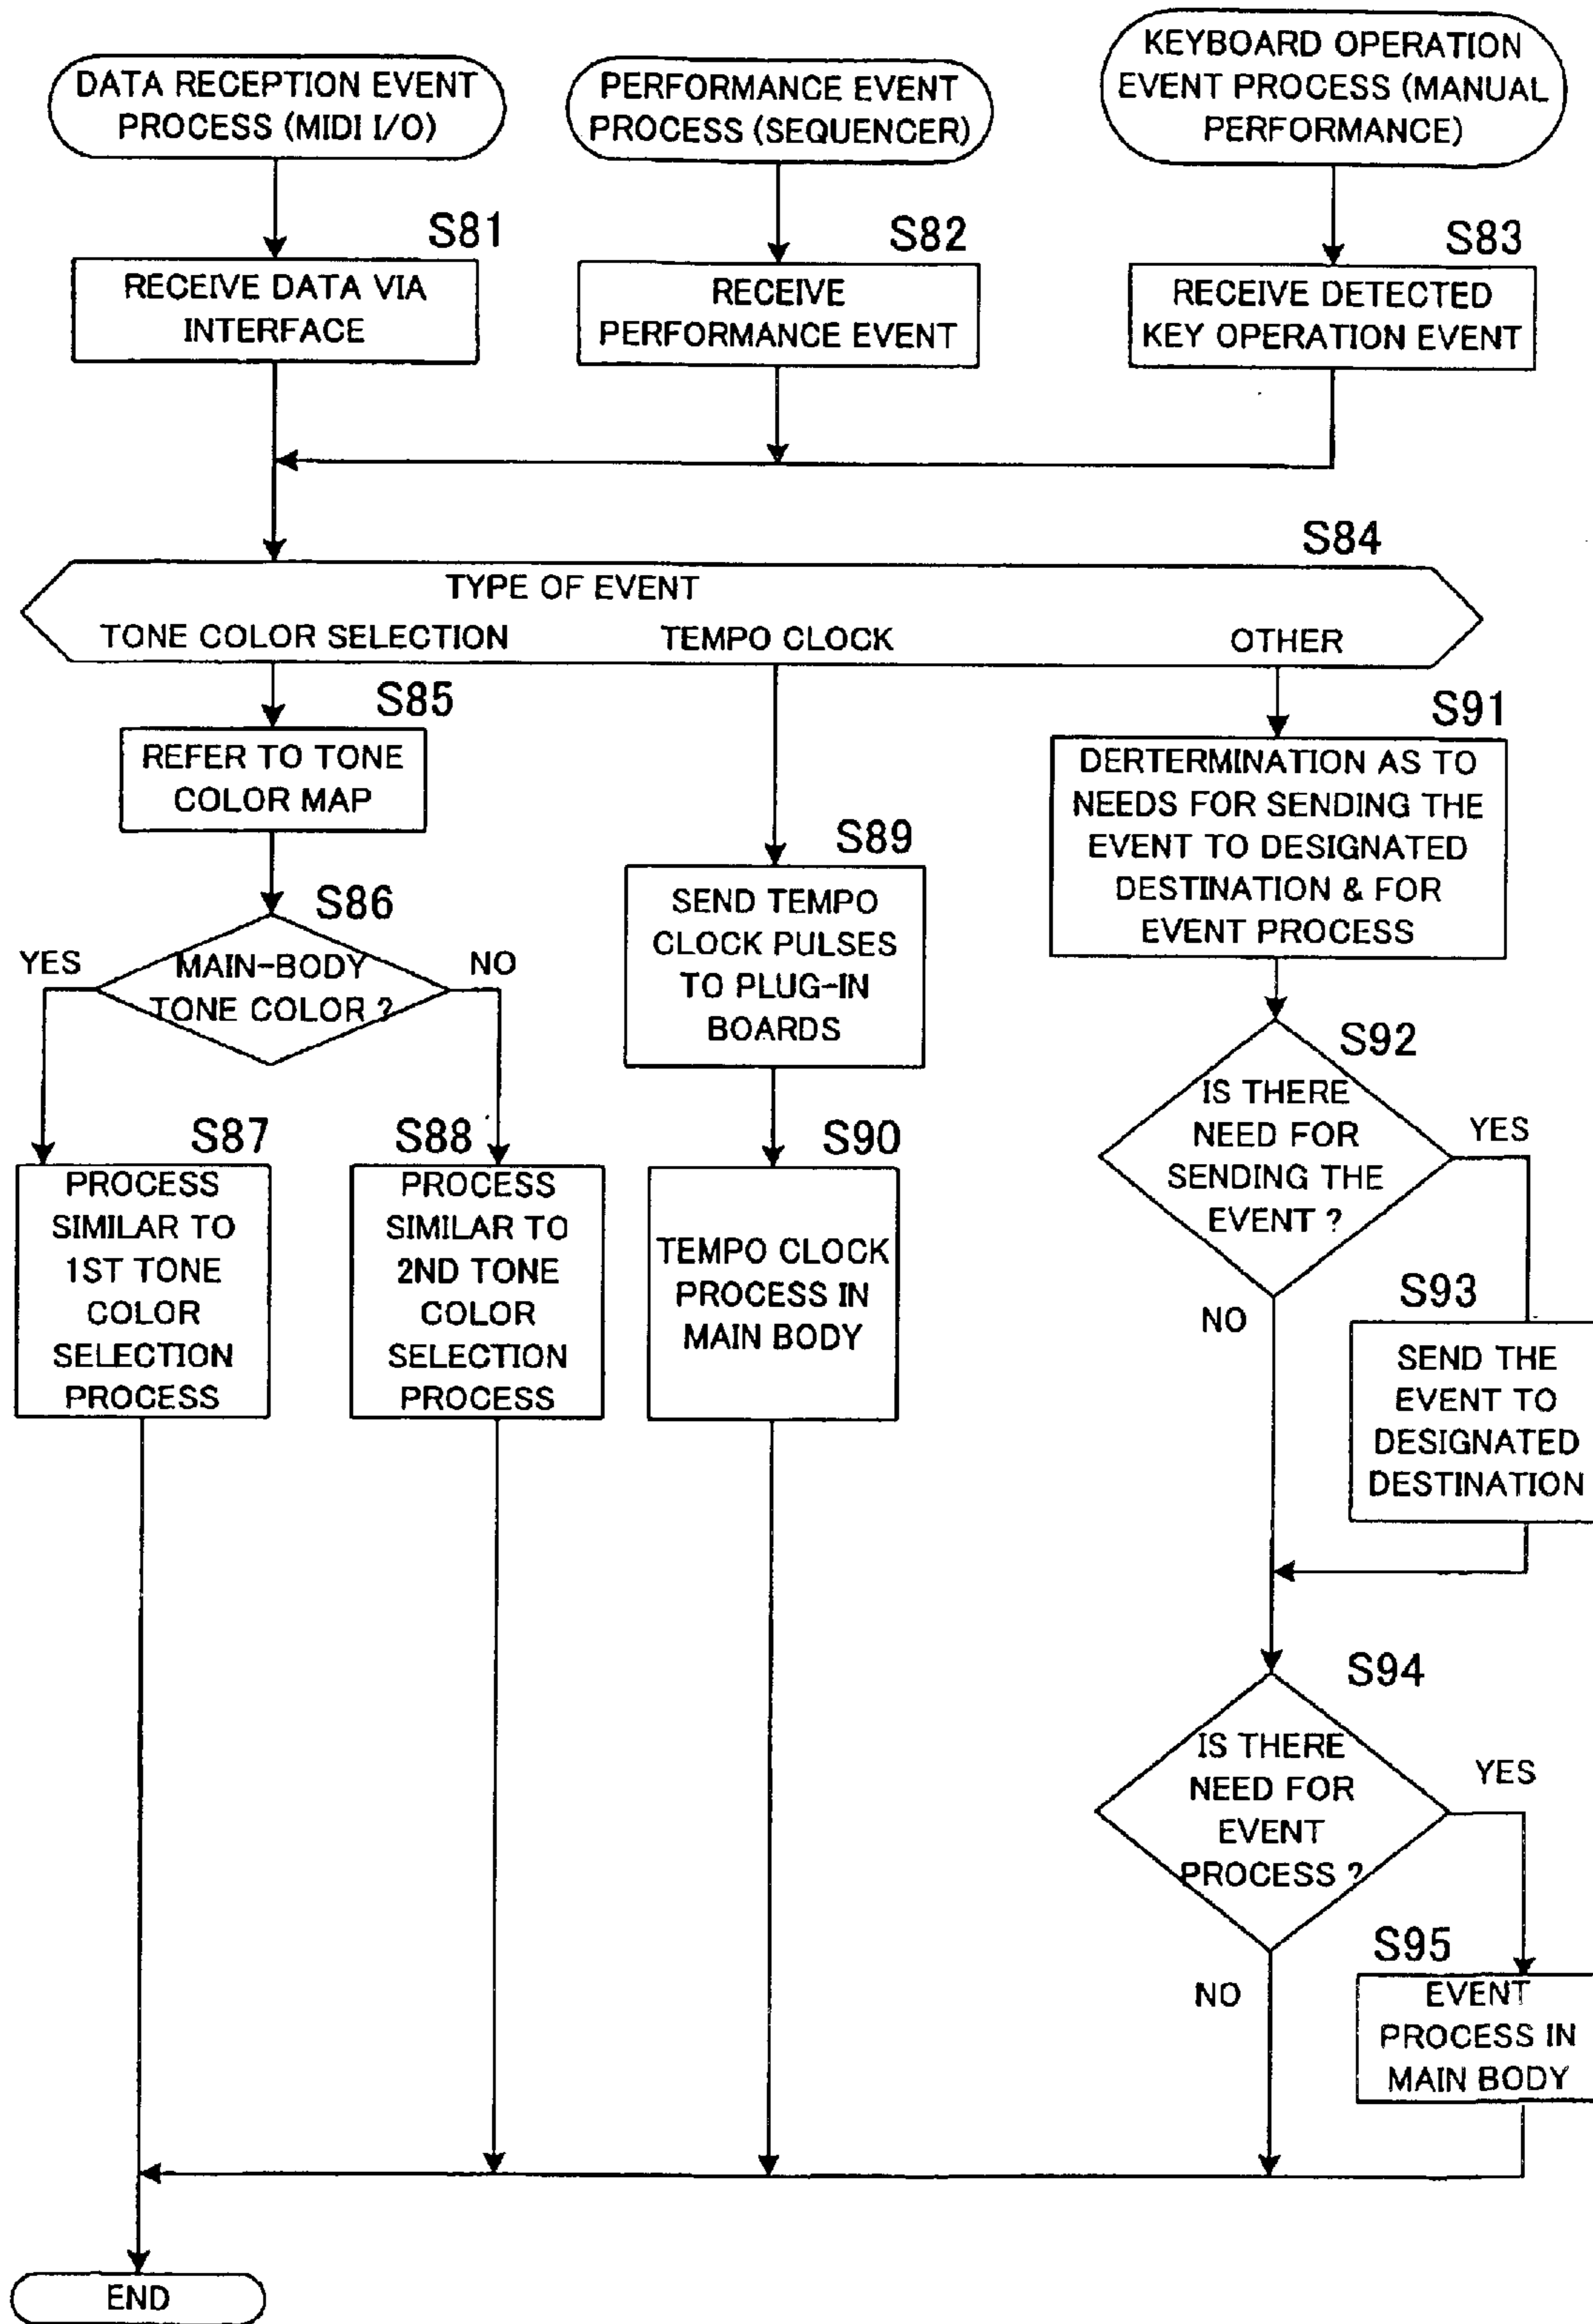 DATA RECEPTION EVENT
PROCESS (MIDI I/O)
PERFORMANCE EVENT
PROCESS (SEQUENCER)
KEYBOARD OPERATION
EVENT PROCESS (MANUAL
PERFORMANCE)
S81
RECEIVE DATA VIA
INTERFACE
S82
RECEIVE
PERFORMANCE EVENT
S83
RECEIVE DETECTED
KEY OPERATION EVENT
S84
TYPE OF EVENT
TONE COLOR SELECTION
TEMPO CLOCK
OTHER
S85
REFER TO TONE
COLOR MAP
S86
YES
MAIN-BODY
TONE COLOR ?
NO
S87
PROCESS
SIMILAR TO
1ST TONE
COLOR
SELECTION
PROCESS
S88
PROCESS
SIMILAR TO
2ND TONE
COLOR
SELECTION
PROCESS
S89
SEND TEMPO
CLOCK PULSES
TO PLUG-IN
BOARDS
S90
TEMPO CLOCK
PROCESS IN
MAIN BODY
S91
DERTERMINATION AS TO
NEEDS FOR SENDING THE
EVENT TO DESIGNATED
DESTINATION & FOR
EVENT PROCESS
S92
IS THERE
NEED FOR
SENDING THE
EVENT ?
YES
NO
S93
SEND THE
EVENT TO
DESIGNATED
DESTINATION
S94
IS THERE
NEED FOR
EVENT
PROCESS ?
YES
NO
S95
EVENT
PROCESS IN
MAIN BODY
END